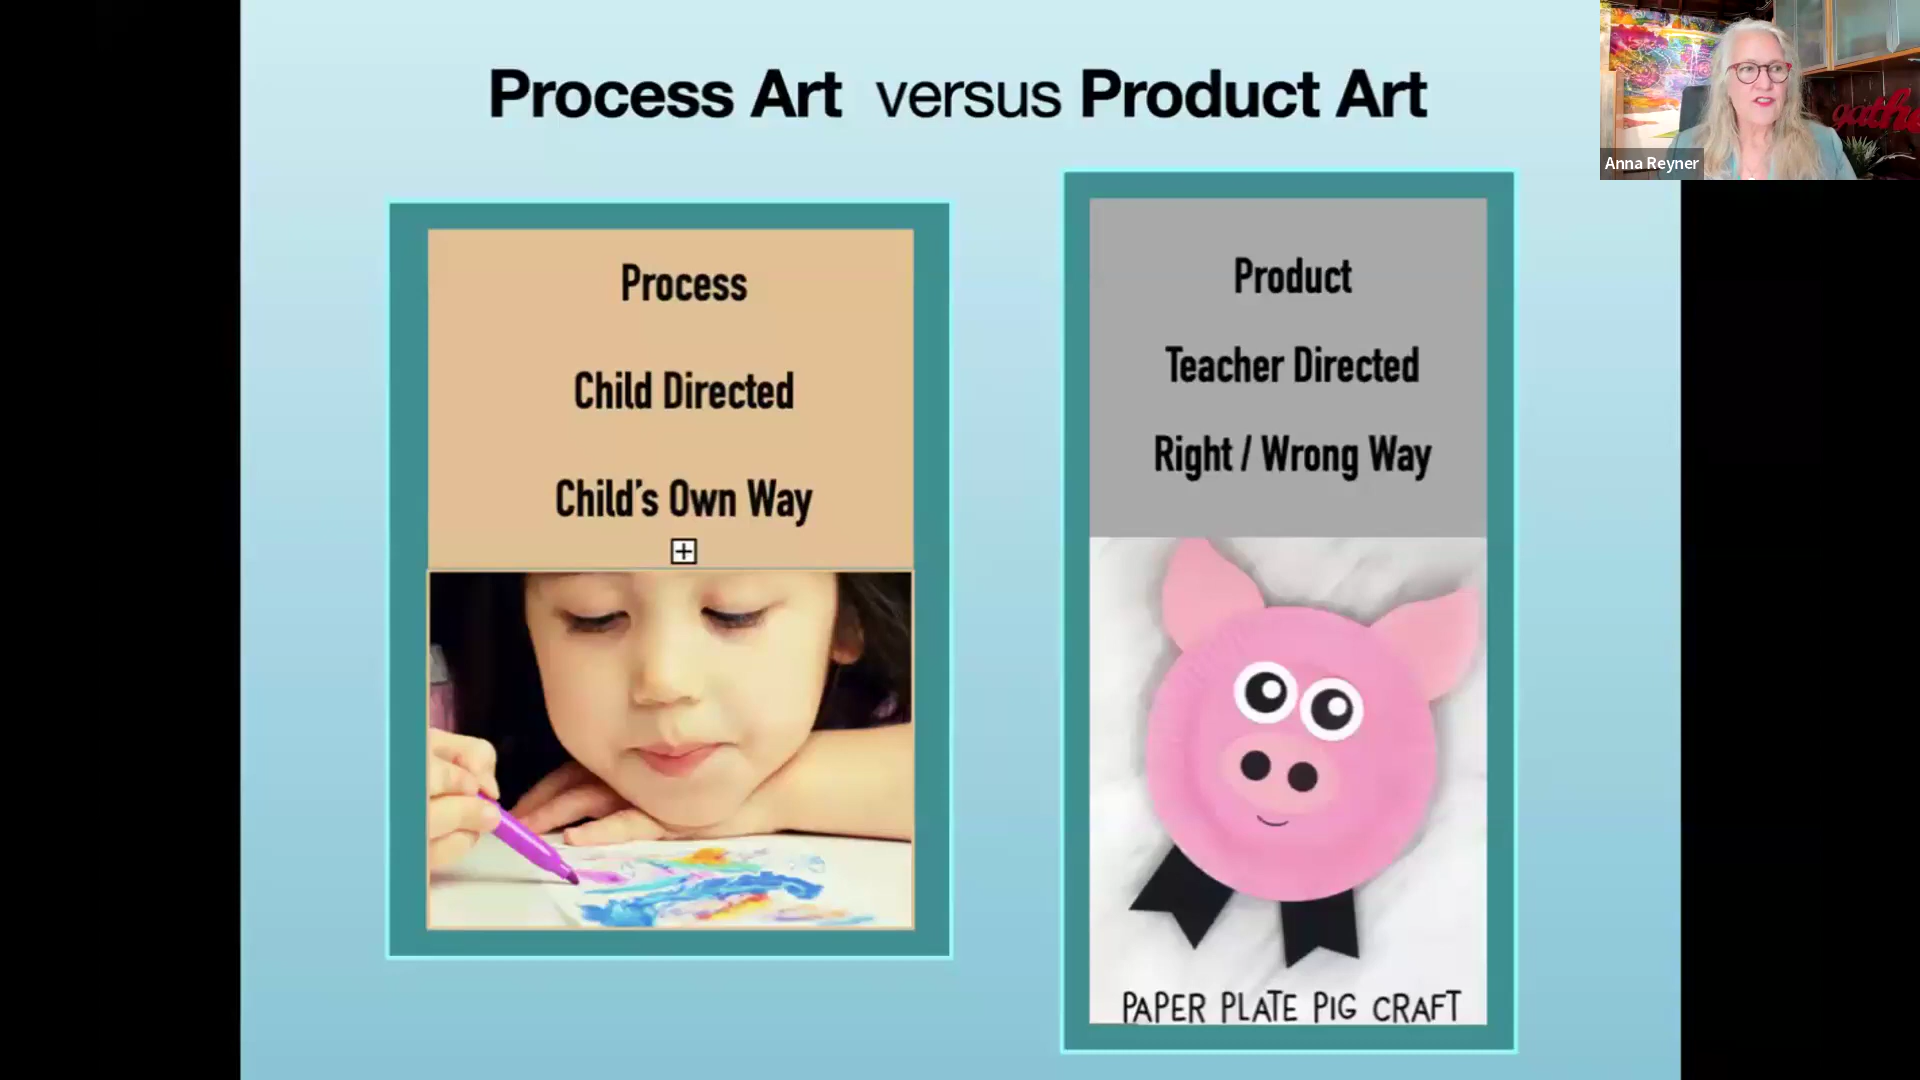 Process Art versus Product Art
Process
Child Directed
Child's Own Way
Product
Teacher Directed
Right / Wrong Way
PAPER PLATE PIG CRAFT
Anna Reyner